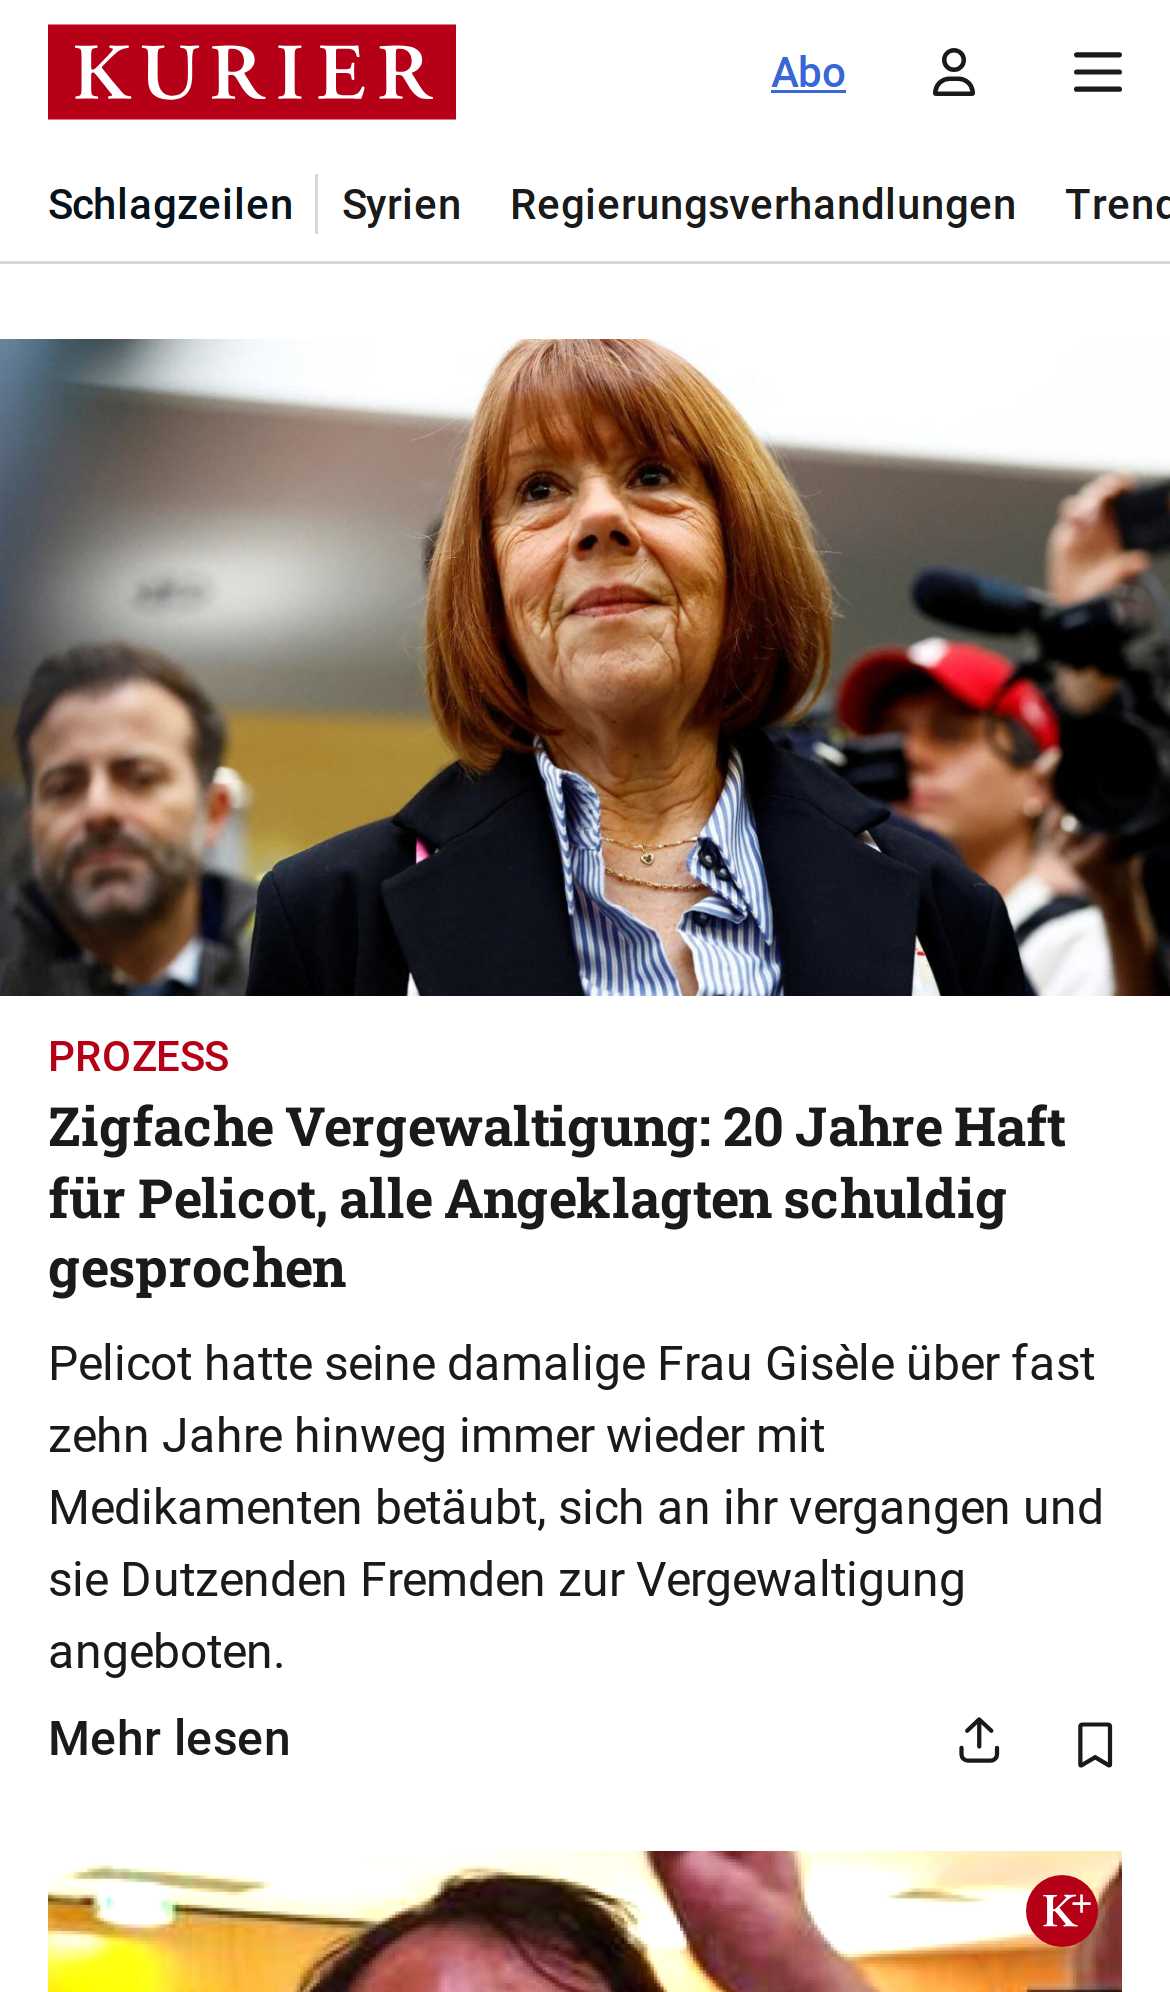 KURIER
Abo
Schlagzeilen
Syrien
Regierungsverhandlungen
PROZESS
Zigfache Vergewaltigung: 20 Jahre Haft
für Pelicot, alle Angeklagten schuldig
gesprochen
Pelicot hatte seine damalige Frau Gisèle über fast
zehn Jahre hinweg immer wieder mit
Medikamenten betäubt, sich an ihr vergangen und
sie Dutzenden Fremden zur Vergewaltigung
angeboten.
Mehr lesen
K+